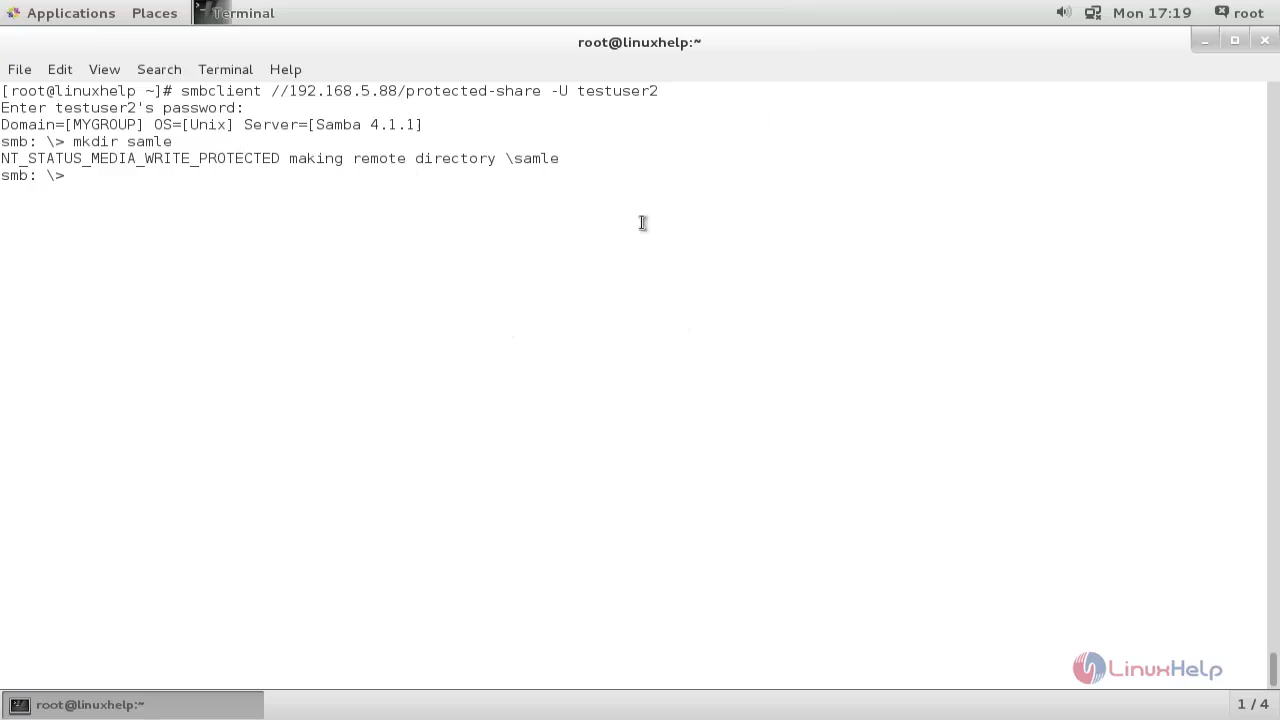 Applications Places Terminal Mon 17:19 root
root@linuxhelp:~
File Edit View Search Terminal Help
[root@linuxhelp ~]# smbclient //192.168.5.88/protected-share -U testuser2
Enter testuser2's password:
Domain=[MYGROUP] OS=[Unix] Server=[Samba 4.1.1]
smb: \> mkdir samle
NT_STATUS_MEDIA_WRITE_PROTECTED making remote directory \samle
smb: \>
LinuxHelp
root@linuxhelp:~ 1 / 4